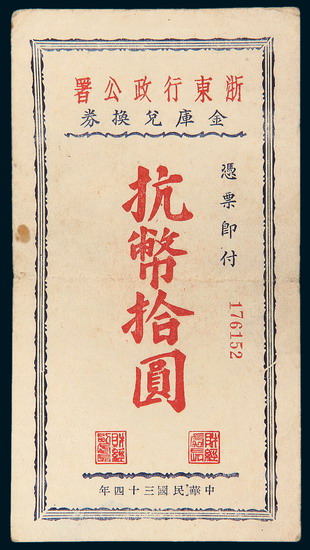 浙東行政公署
金庫兌換券
憑票卽付
176152
抗幣拾圓
中華民國三十四年